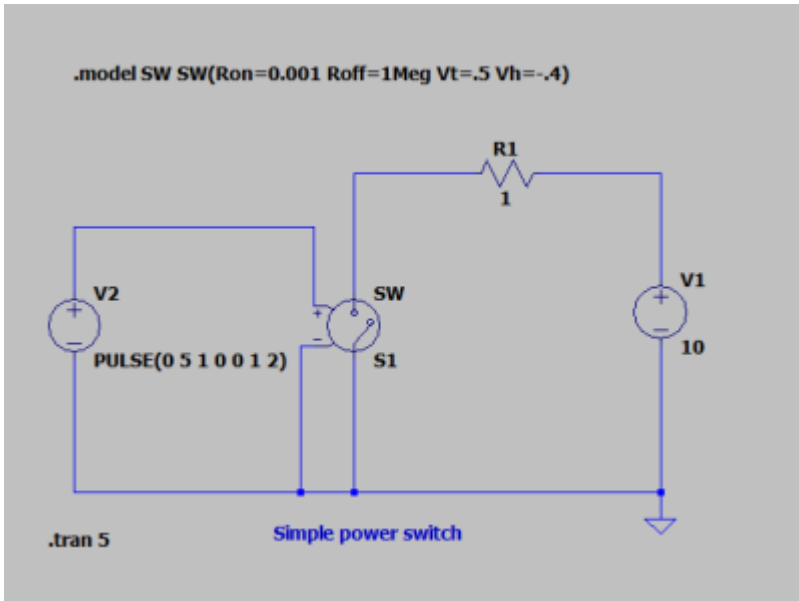 .model SW SW(Ron=0.001 Roff=1Meg Vt=.5 Vh=-.4)
R1
1
V2
PULSE(0 5 1 0 0 1 2)
+
−
+
−
SW
S1
V1
+
−
10
.tran 5
Simple power switch